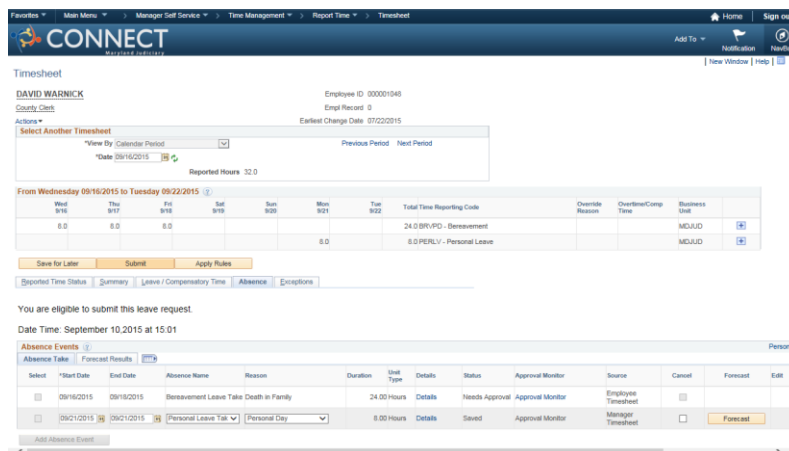 Favorites Main Menu > Manager Self Service > Time Management > Report Time > Timesheet Home Sign ou
CONNECT Add To Notification NavB
Maryland Judiciary
New Window | Help |
Timesheet
DAVID WARNICK Employee ID 000001048
County Clerk Empl Record 0
Actions Earliest Change Date 07/22/2015
Select Another Timesheet
*View By Calendar Period Previous Period Next Period
*Date 09/16/2015
Reported Hours 32.0
From Wednesday 09/16/2015 to Tuesday 09/22/2015
Wed 9/16 Thu 9/17 Fri 9/18 Sat 9/19 Sun 9/20 Mon 9/21 Tue 9/22 Total Time Reporting Code Override Reason Overtime/Comp Time Business Unit
8.0 8.0 8.0 24.0 BRVPD - Bereavement MDJUD
8.0 8.0 PERLV - Personal Leave MDJUD
Save for Later Submit Apply Rules
Reported Time Status Summary Leave / Compensatory Time Absence Exceptions
You are eligible to submit this leave request.
Date Time: September 10,2015 at 15:01
Absence Events Person
Absence Take Forecast Results
Select *Start Date End Date Absence Name Reason Duration Unit Type Details Status Approval Monitor Source Cancel Forecast Edit
09/16/2015 09/18/2015 Bereavement Leave Take Death in Family 24.00 Hours Details Needs Approval Approval Monitor Employee Timesheet
09/21/2015 09/21/2015 Personal Leave Tak Personal Day 8.00 Hours Details Saved Approval Monitor Manager Timesheet Forecast
Add Absence Event